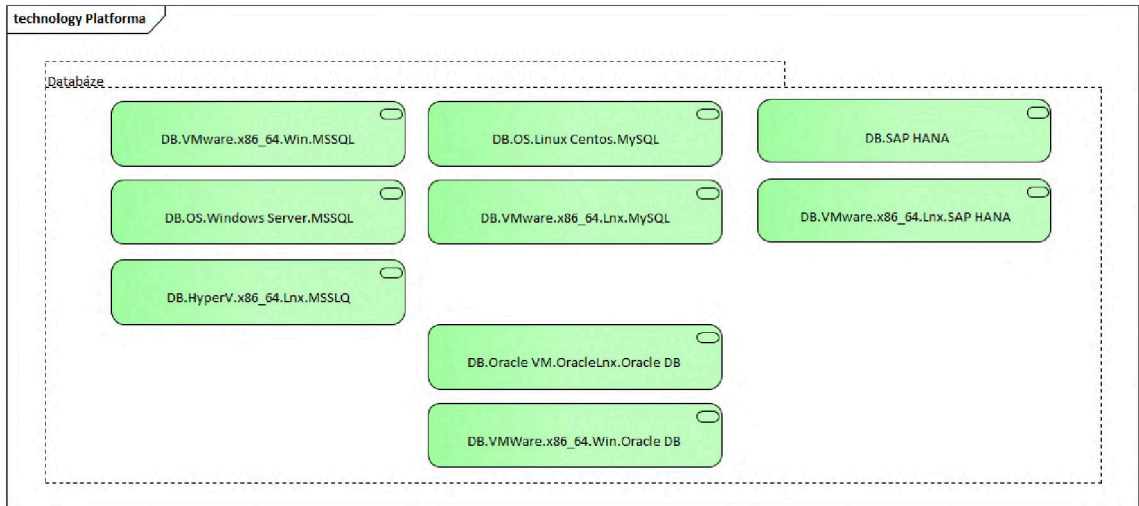 technology Platforma
Databáze
DB.VMware.x86_64.Win.MSSQL
DB.OS.Linux Centos.MySQL
DB.SAP HANA
DB.OS.Windows Server.MSSQL
DB.VMware.x86_64.Lnx.MySQL
DB.VMware.x86_64.Lnx.SAP HANA
DB.HyperV.x86_64.Lnx.MSSLQ
DB.Oracle VM.OracleLnx.Oracle DB
DB.VMWare.x86_64.Win.Oracle DB